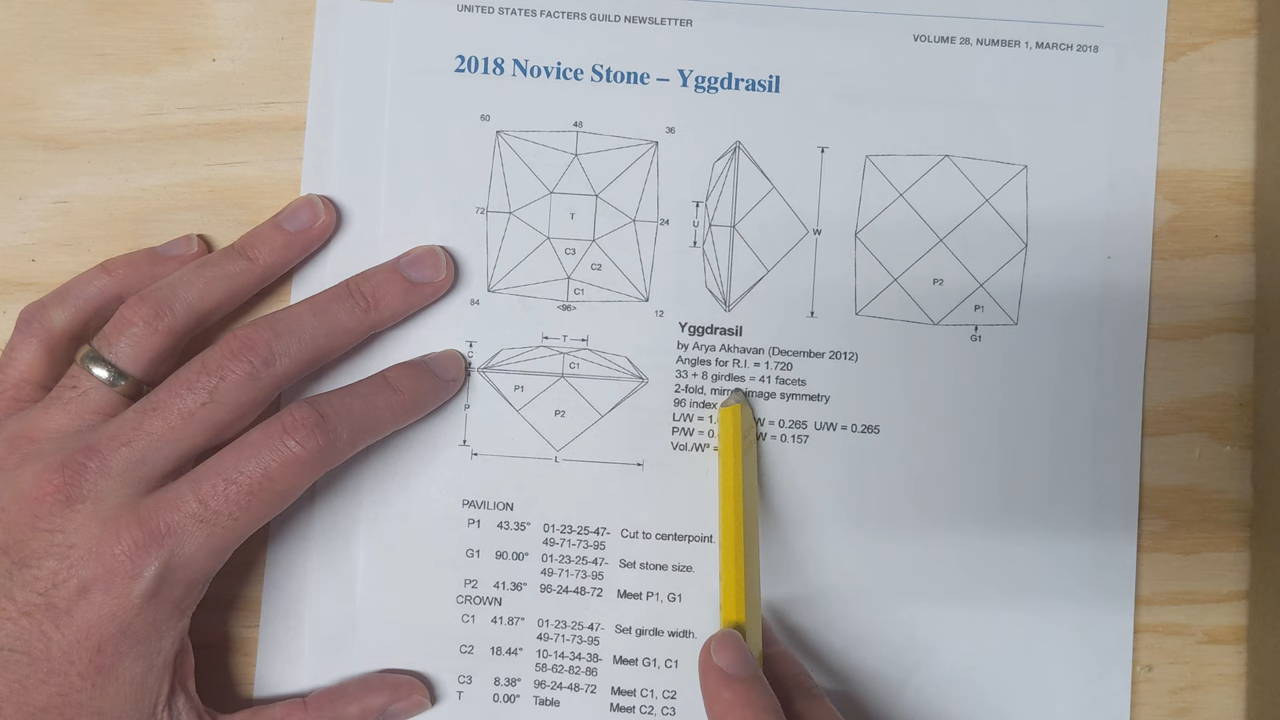 UNITED STATES FACTERS GUILD NEWSLETTER
VOLUME 28, NUMBER 1, MARCH 2018
2018 Novice Stone – Yggdrasil
60 48 36
72 T 24
C3
C2
C1
84 <96> 12
U
W
P2
P1
G1
T
C
C1
P1
P2
P
L
Yggdrasil
by Arya Akhavan (December 2012)
Angles for R.I. = 1.720
33 + 8 girdles = 41 facets
2-fold, mirror-image symmetry
96 index
L/W = 1. W = 0.265 U/W = 0.265
P/W = 0. W = 0.157
Vol./W³ =
PAVILION
P1 43.35° 01-23-25-47- Cut to centerpoint.
49-71-73-95
G1 90.00° 01-23-25-47- Set stone size.
49-71-73-95
P2 41.36° 96-24-48-72 Meet P1, G1
CROWN
C1 41.87° 01-23-25-47- Set girdle width.
49-71-73-95
C2 18.44° 10-14-34-38- Meet G1, C1
58-62-82-86
C3 8.38° 96-24-48-72 Meet C1, C2
T 0.00° Table Meet C2, C3